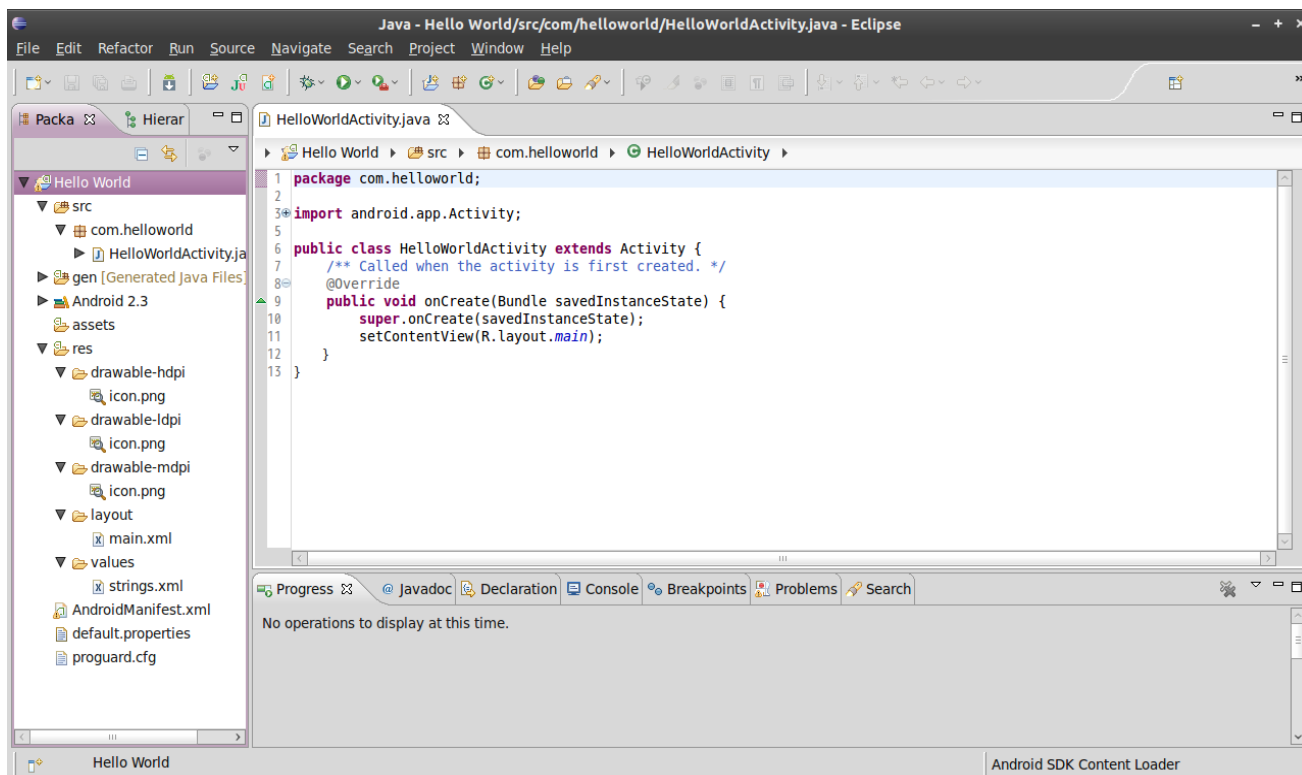 Java - Hello World/src/com/helloworld/HelloWorldActivity.java - Eclipse
File Edit Refactor Run Source Navigate Search Project Window Help
Packa Hierar
Hello World
src
com.helloworld
HelloWorldActivity.ja
gen [Generated Java Files]
Android 2.3
assets
res
drawable-hdpi
icon.png
drawable-ldpi
icon.png
drawable-mdpi
icon.png
layout
main.xml
values
strings.xml
AndroidManifest.xml
default.properties
proguard.cfg
HelloWorldActivity.java
Hello World src com.helloworld HelloWorldActivity
1 package com.helloworld;
2
3 import android.app.Activity;
5
6 public class HelloWorldActivity extends Activity {
7 /** Called when the activity is first created. */
8 @Override
9 public void onCreate(Bundle savedInstanceState) {
10 super.onCreate(savedInstanceState);
11 setContentView(R.layout.main);
12 }
13 }
Progress @ Javadoc Declaration Console Breakpoints Problems Search
No operations to display at this time.
Hello World
Android SDK Content Loader